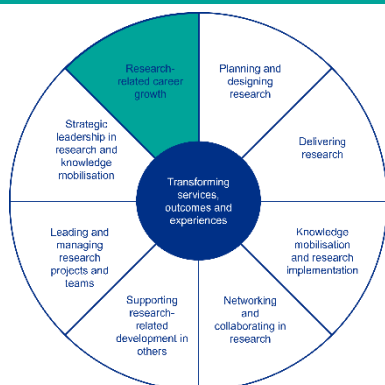 Research-
related career
growth
Planning and
designing
research
Delivering
research
Knowledge
mobilisation
and research
implementation
Networking
and
collaborating in
research
Supporting
research-
related
development in
others
Leading and
managing
research
projects and
teams
Strategic
leadership in
research and
knowledge
mobilisation
Transforming
services,
outcomes and
experiences